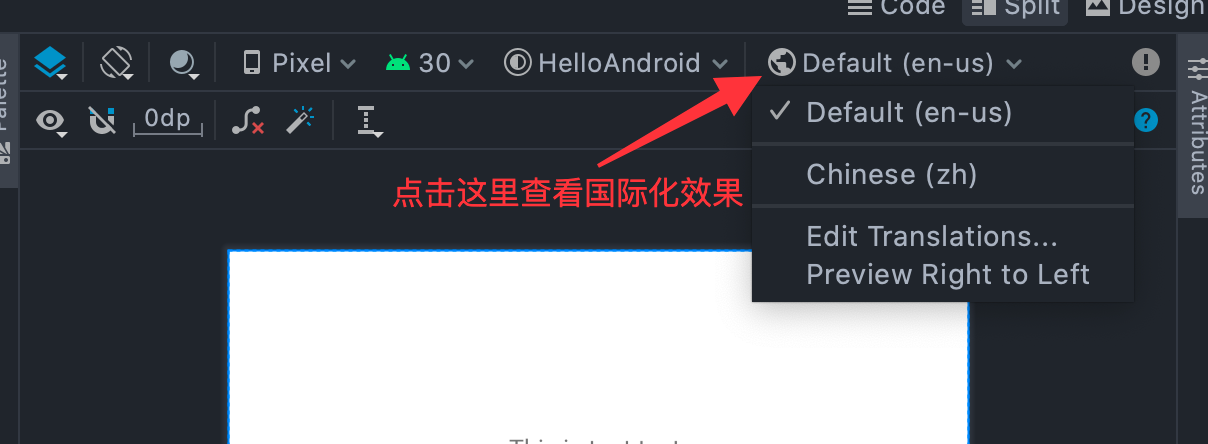 Code Split Design
Palette
Pixel 30 HelloAndroid Default (en-us)
0dp
Default (en-us)
Chinese (zh)
Edit Translations...
Preview Right to Left
点击这里查看国际化效果
Attributes